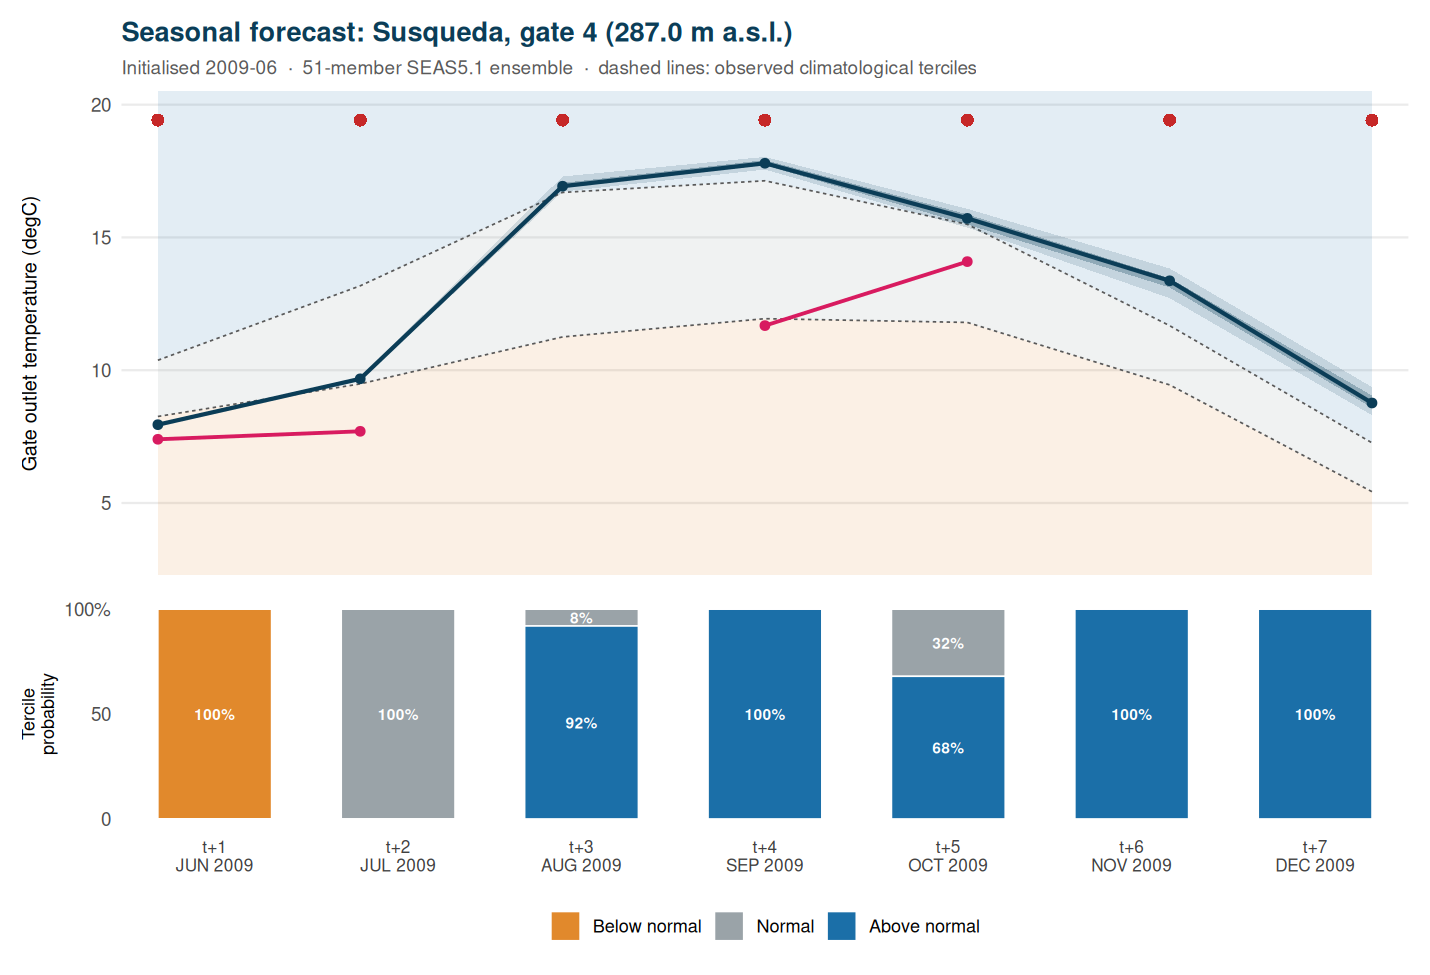 Seasonal forecast: Susqueda, gate 4 (287.0 m a.s.l.)
Initialised 2009-06 · 51-member SEAS5.1 ensemble · dashed lines: observed climatological terciles
Gate outlet temperature (degC)
20
15
10
5
Tercile
probability
100%
50
0
100%
100%
8%
92%
100%
32%
68%
100%
100%
t+1
JUN 2009
t+2
JUL 2009
t+3
AUG 2009
t+4
SEP 2009
t+5
OCT 2009
t+6
NOV 2009
t+7
DEC 2009
Below normal
Normal
Above normal